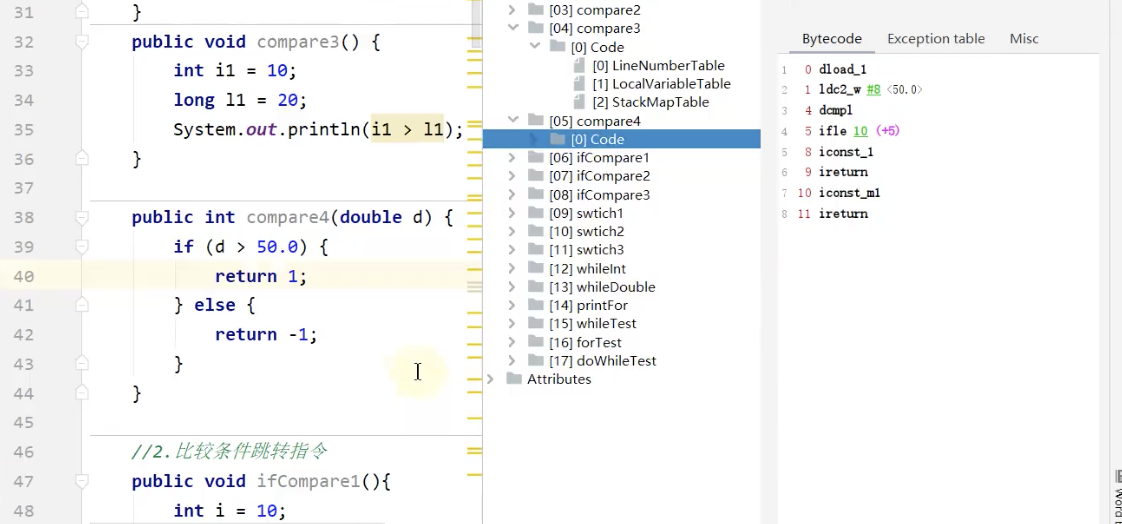 31 }
32 public void compare3() {
33 int i1 = 10;
34 long l1 = 20;
35 System.out.println(i1 > l1);
36 }
37
38 public int compare4(double d) {
39 if (d > 50.0) {
40 return 1;
41 } else {
42 return -1;
43 }
44 }
45
46 //2.比较条件跳转指令
47 public void ifCompare1(){
48 int i = 10;
[03] compare2
[04] compare3
[0] Code
[0] LineNumberTable
[1] LocalVariableTable
[2] StackMapTable
[05] compare4
[0] Code
[06] ifCompare1
[07] ifCompare2
[08] ifCompare3
[09] swtich1
[10] swtich2
[11] swtich3
[12] whileInt
[13] whileDouble
[14] printFor
[15] whileTest
[16] forTest
[17] doWhileTest
Attributes
Bytecode Exception table Misc
1 0 dload_1
2 1 ldc2_w #8 <50.0>
3 4 dcmpl
4 5 ifle 10 (+5)
5 8 iconst_1
6 9 ireturn
7 10 iconst_m1
8 11 ireturn